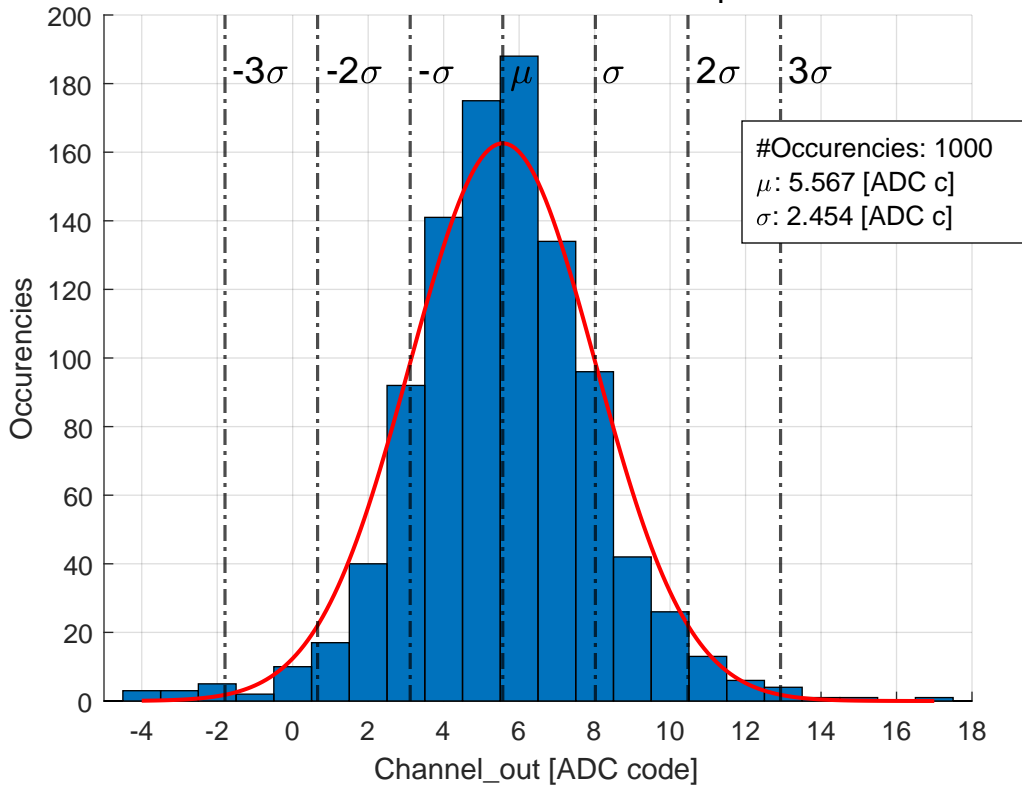 200
180
160
140
120
100
80
60
40
20
0
Occurencies
-3σ
-2σ
-σ
μ
σ
2σ
3σ
#Occurencies: 1000
μ: 5.567 [ADC c]
σ: 2.454 [ADC c]
-4 -2 0 2 4 6 8 10 12 14 16 18
Channel_out [ADC code]